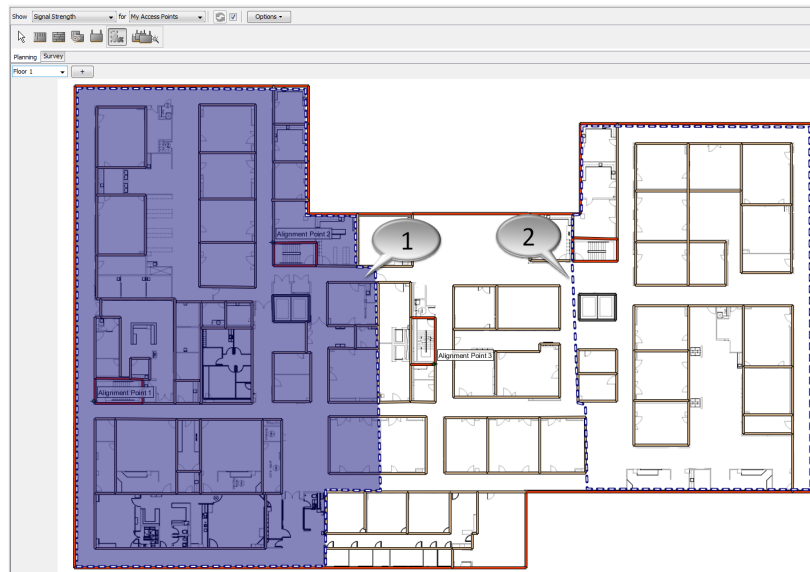 Show Signal Strength for My Access Points Options
Planning Survey
Floor 1 +
1
2
Alignment Point 2
Alignment Point 3
Alignment Point 1